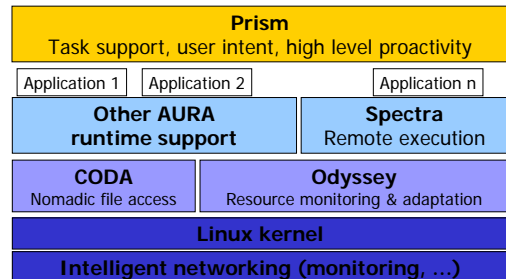 Prism
Task support, user intent, high level proactivity
Application 1 Application 2 Application n
Other AURA runtime support
Spectra
Remote execution
CODA
Nomadic file access
Odyssey
Resource monitoring & adaptation
Linux kernel
Intelligent networking (monitoring, ...)